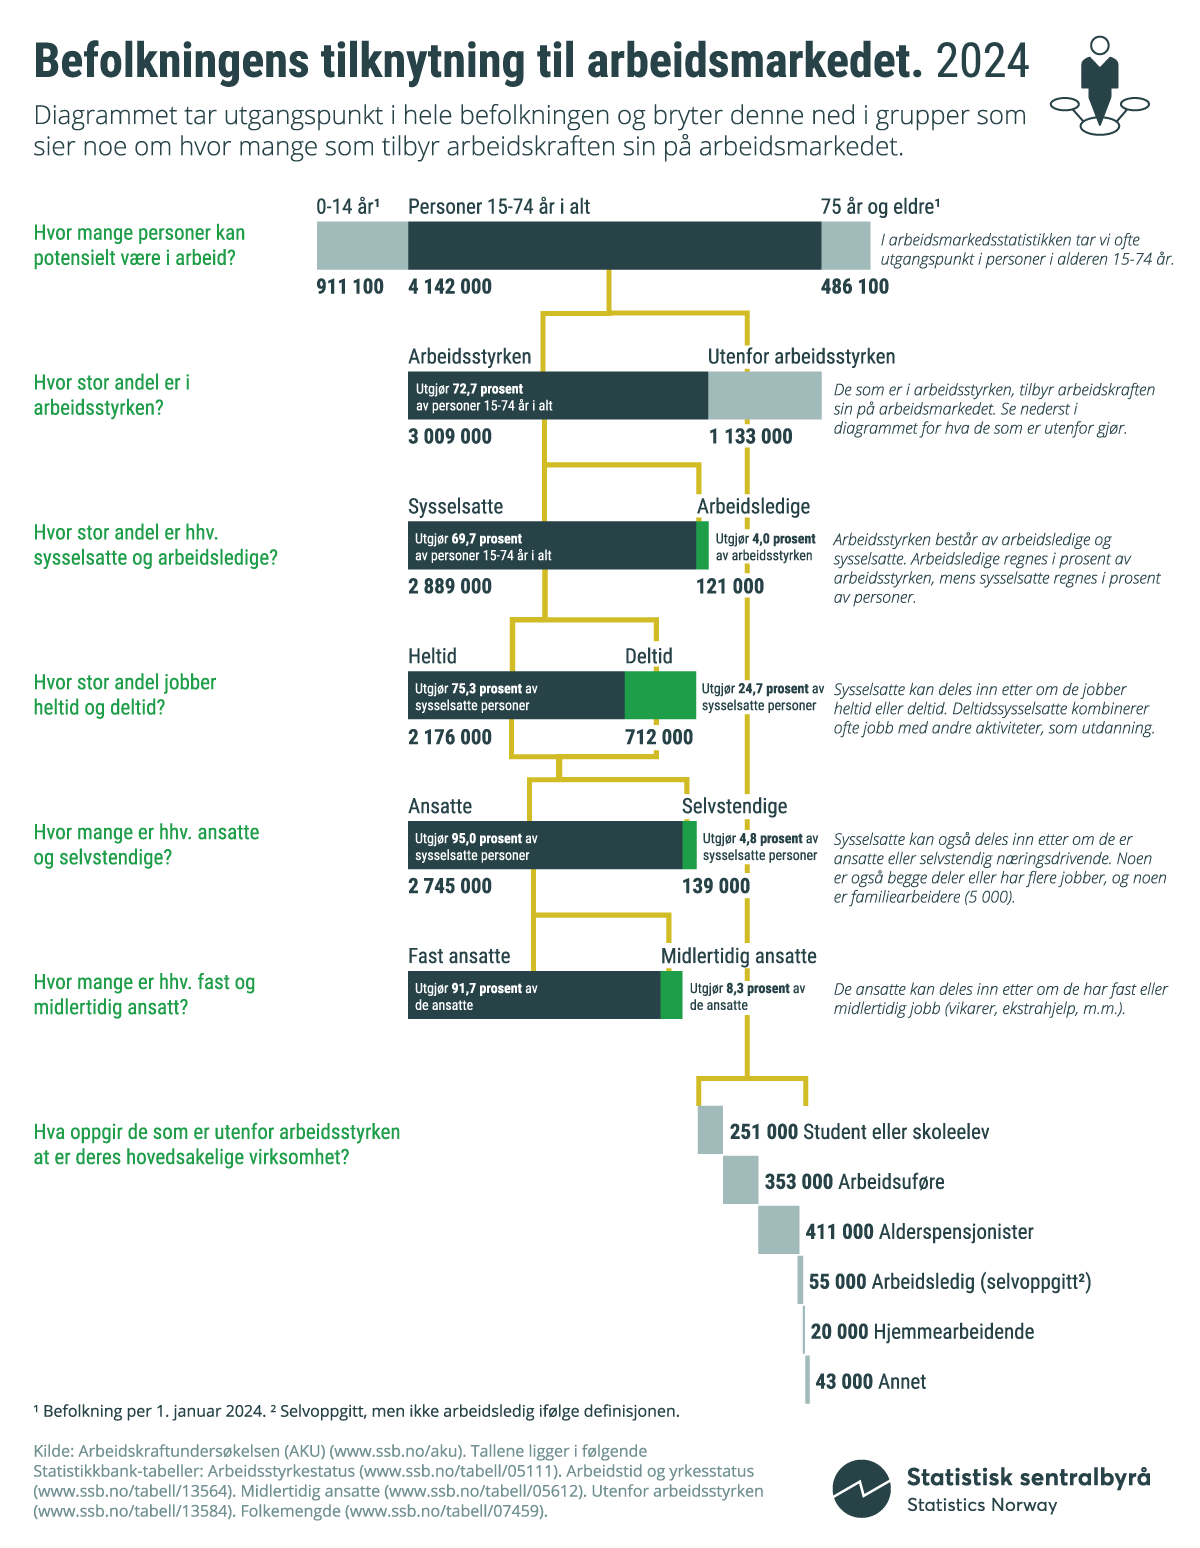 Befolkningens tilknytning til arbeidsmarkedet. 2024
Diagrammet tar utgangspunkt i hele befolkningen og bryter denne ned i grupper som
sier noe om hvor mange som tilbyr arbeidskraften sin på arbeidsmarkedet.
Hvor mange personer kan
potensielt være i arbeid?
0-14 år¹
Personer 15-74 år i alt
75 år og eldre¹
911 100
4 142 000
486 100
I arbeidsmarkedsstatistikken tar vi ofte
utgangspunkt i personer i alderen 15-74 år.
Hvor stor andel er i
arbeidsstyrken?
Arbeidsstyrken
Utenfor arbeidsstyrken
Utgjør 72,7 prosent
av personer 15-74 år i alt
3 009 000
1 133 000
De som er i arbeidsstyrken, tilbyr arbeidskraften
sin på arbeidsmarkedet. Se nederst i
diagrammet for hva de som er utenfor gjør.
Hvor stor andel er hhv.
sysselsatte og arbeidsledige?
Sysselsatte
Arbeidsledige
Utgjør 69,7 prosent
av personer 15-74 år i alt
Utgjør 4,0 prosent
av arbeidsstyrken
2 889 000
121 000
Arbeidsstyrken består av arbeidsledige og
sysselsatte. Arbeidsledige regnes i prosent av
arbeidsstyrken, mens sysselsatte regnes i prosent
av personer.
Hvor stor andel jobber
heltid og deltid?
Heltid
Deltid
Utgjør 75,3 prosent av
sysselsatte personer
Utgjør 24,7 prosent av
sysselsatte personer
2 176 000
712 000
Sysselsatte kan deles inn etter om de jobber
heltid eller deltid. Deltidssysselsatte kombinerer
ofte jobb med andre aktiviteter, som utdanning.
Hvor mange er hhv. ansatte
og selvstendige?
Ansatte
Selvstendige
Utgjør 95,0 prosent av
sysselsatte personer
Utgjør 4,8 prosent av
sysselsatte personer
2 745 000
139 000
Sysselsatte kan også deles inn etter om de er
ansatte eller selvstendig næringsdrivende. Noen
er også begge deler eller har flere jobber, og noen
er familiearbeidere (5 000).
Hvor mange er hhv. fast og
midlertidig ansatt?
Fast ansatte
Midlertidig ansatte
Utgjør 91,7 prosent av
de ansatte
Utgjør 8,3 prosent av
de ansatte
De ansatte kan deles inn etter om de har fast eller
midlertidig jobb (vikarer, ekstrahjelp, m.m.).
Hva oppgir de som er utenfor arbeidsstyrken
at er deres hovedsakelige virksomhet?
251 000 Student eller skoleelev
353 000 Arbeidsuføre
411 000 Alderspensjonister
55 000 Arbeidsledig (selvoppgitt²)
20 000 Hjemmearbeidende
43 000 Annet
¹ Befolkning per 1. januar 2024. ² Selvoppgitt, men ikke arbeidsledig ifølge definisjonen.
Kilde: Arbeidskraftundersøkelsen (AKU) (www.ssb.no/aku). Tallene ligger i følgende
Statistikkbank-tabeller: Arbeidsstyrkestatus (www.ssb.no/tabell/05111). Arbeidstid og yrkesstatus
(www.ssb.no/tabell/13564). Midlertidig ansatte (www.ssb.no/tabell/05612). Utenfor arbeidsstyrken
(www.ssb.no/tabell/13584). Folkemengde (www.ssb.no/tabell/07459).
Statistisk sentralbyrå
Statistics Norway